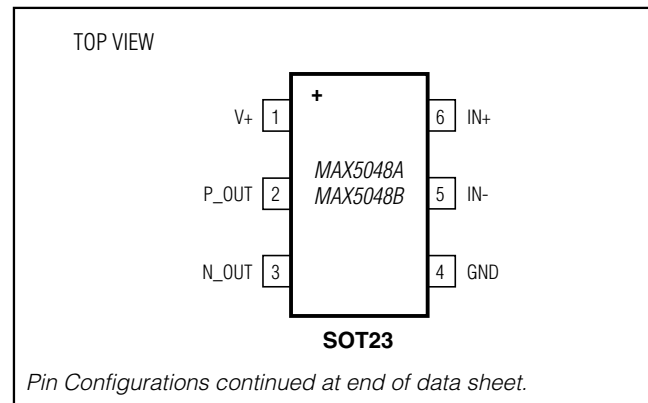 TOP VIEW
+
V+ 1
6 IN+
MAX5048A
P_OUT 2
MAX5048B
5 IN-
N_OUT 3
4 GND
SOT23
Pin Configurations continued at end of data sheet.